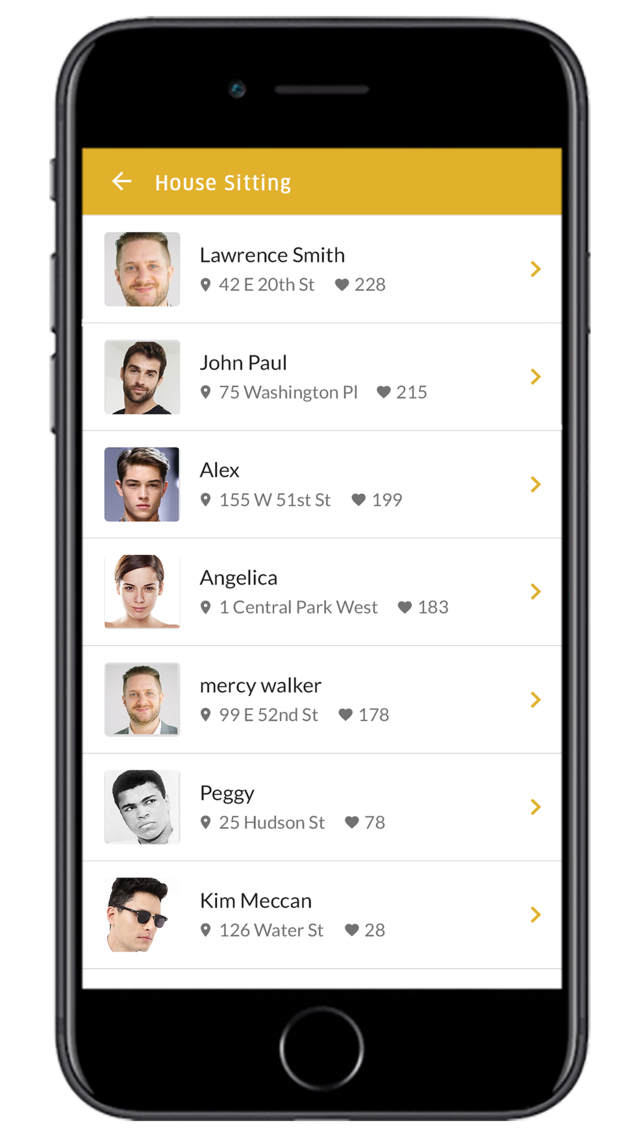 House Sitting
Lawrence Smith
42 E 20th St 228
John Paul
75 Washington Pl 215
Alex
155 W 51st St 199
Angelica
1 Central Park West 183
mercy walker
99 E 52nd St 178
Peggy
25 Hudson St 78
Kim Meccan
126 Water St 28